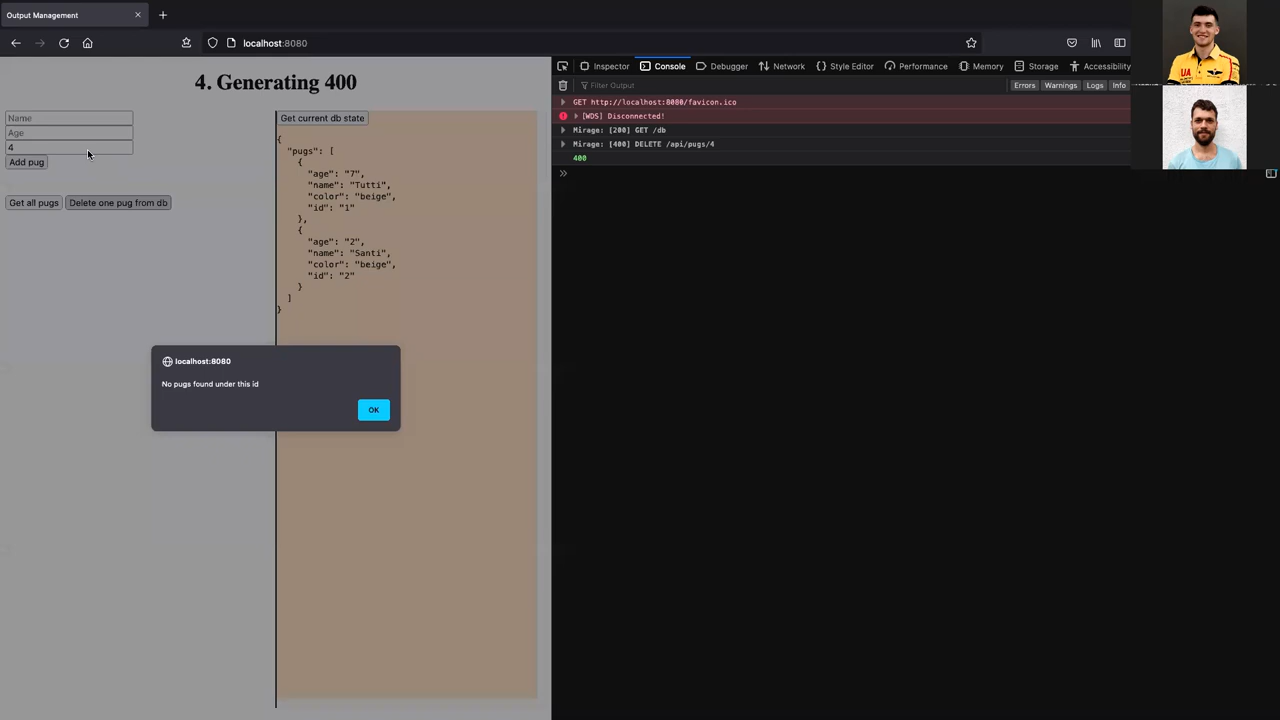 Output Management
localhost:8080
Inspector Console Debugger Network Style Editor Performance Memory Storage Accessibility
Filter Output
Errors Warnings Logs Info
4. Generating 400
Name
Age
4
Add pug
Get all pugs Delete one pug from db
Get current db state
{
"pugs": [
{
"age": "7",
"name": "Tutti",
"color": "beige",
"id": "1"
},
{
"age": "2",
"name": "Santi",
"color": "beige",
"id": "2"
}
]
}
localhost:8080
No pugs found under this id
OK
GET http://localhost:8080/favicon.ico
[WDS] Disconnected!
Mirage: [200] GET /db
Mirage: [400] DELETE /api/pugs/4
400
UA